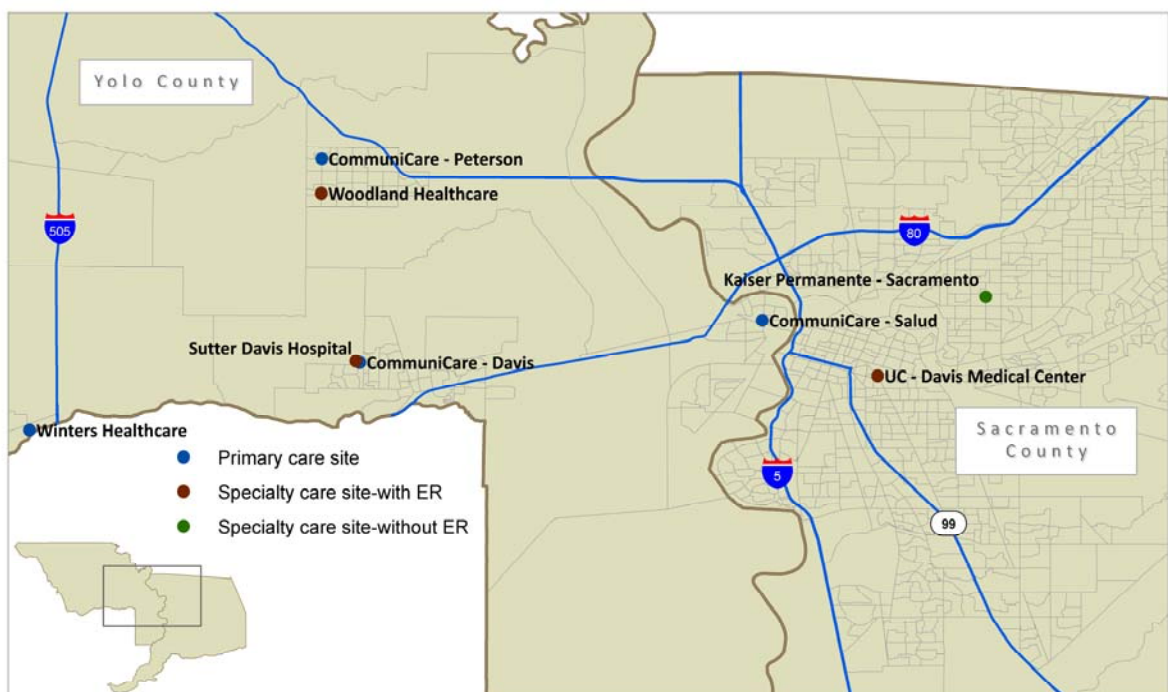 Yolo County
CommuniCare - Peterson
Woodland Healthcare
505
80
Kaiser Permanente - Sacramento
CommuniCare - Salud
Sutter Davis Hospital
CommuniCare - Davis
UC - Davis Medical Center
Winters Healthcare
Sacramento
County
Primary care site
5
Specialty care site-with ER
Specialty care site-without ER
99